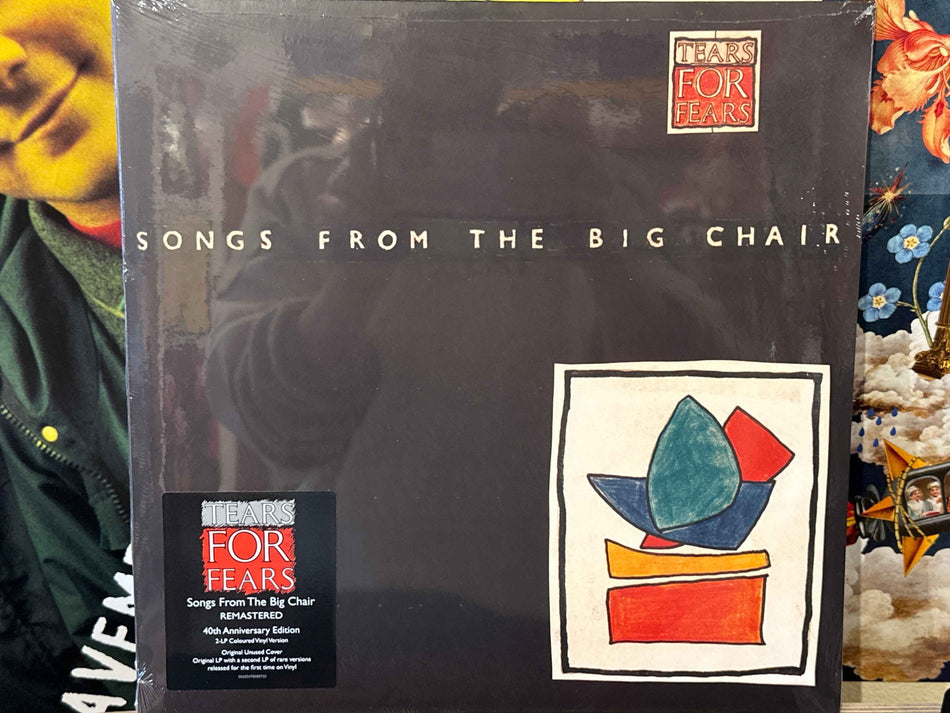 TEARS
FOR
FEARS
SONGS FROM THE BIG CHAIR
TEARS
FOR
FEARS
Songs From The Big Chair
REMASTERED
40th Anniversary Edition
2-LP Coloured Vinyl Version
Original Unused Cover
Original LP with a second LP of rare versions
released for the first time on Vinyl